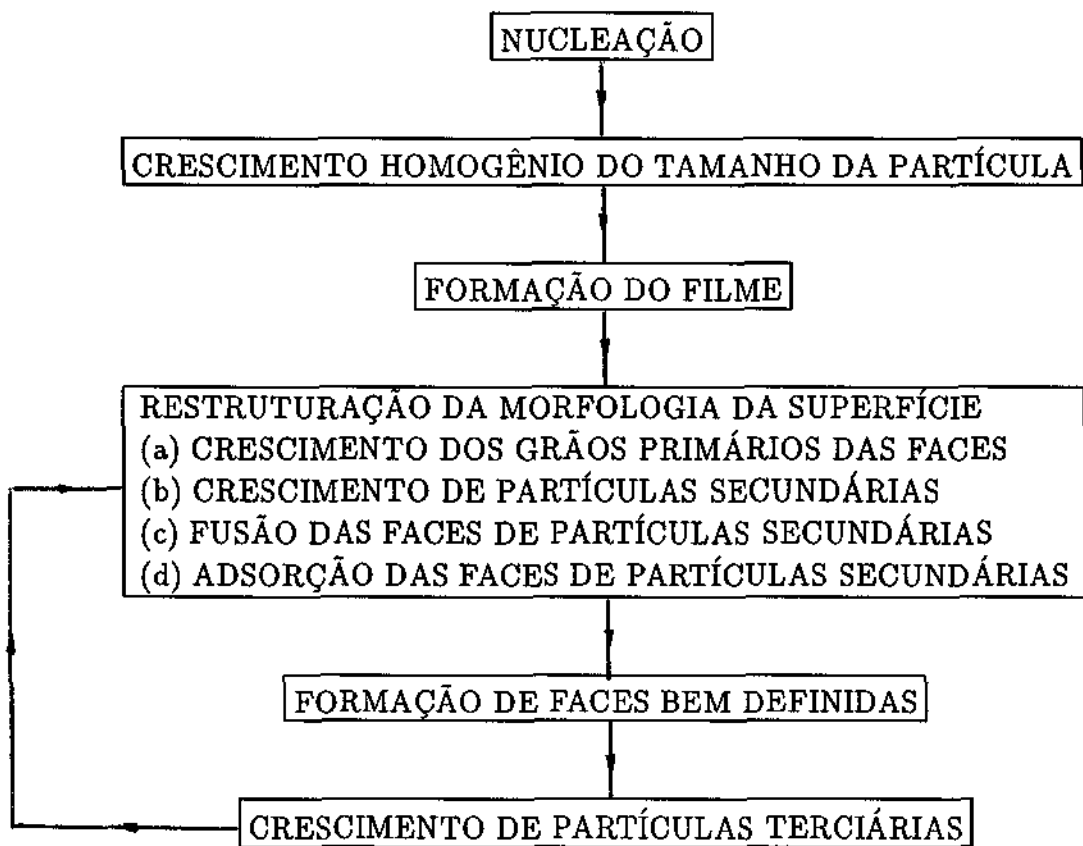 NUCLEAÇÃO
CRESCIMENTO HOMOGÊNIO DO TAMANHO DA PARTÍCULA
FORMAÇÃO DO FILME
RESTRUTURAÇÃO DA MORFOLOGIA DA SUPERFÍCIE
(a) CRESCIMENTO DOS GRÃOS PRIMÁRIOS DAS FACES
(b) CRESCIMENTO DE PARTÍCULAS SECUNDÁRIAS
(c) FUSÃO DAS FACES DE PARTÍCULAS SECUNDÁRIAS
(d) ADSORÇÃO DAS FACES DE PARTÍCULAS SECUNDÁRIAS
FORMAÇÃO DE FACES BEM DEFINIDAS
CRESCIMENTO DE PARTÍCULAS TERCIÁRIAS